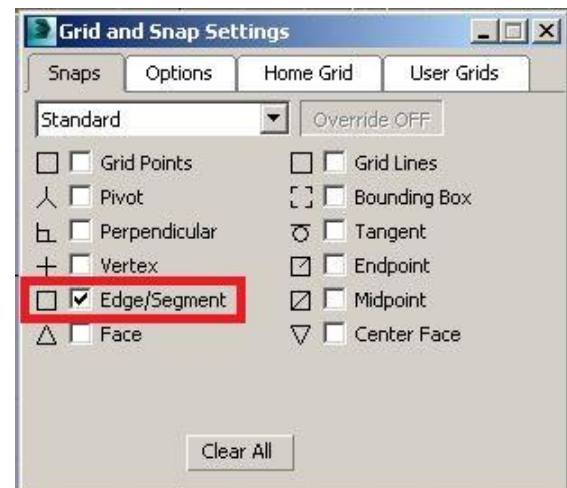 Grid and Snap Settings
Snaps Options Home Grid User Grids
Standard Override OFF
Grid Points Grid Lines
Pivot Bounding Box
Perpendicular Tangent
Vertex Endpoint
Edge/Segment Midpoint
Face Center Face
Clear All